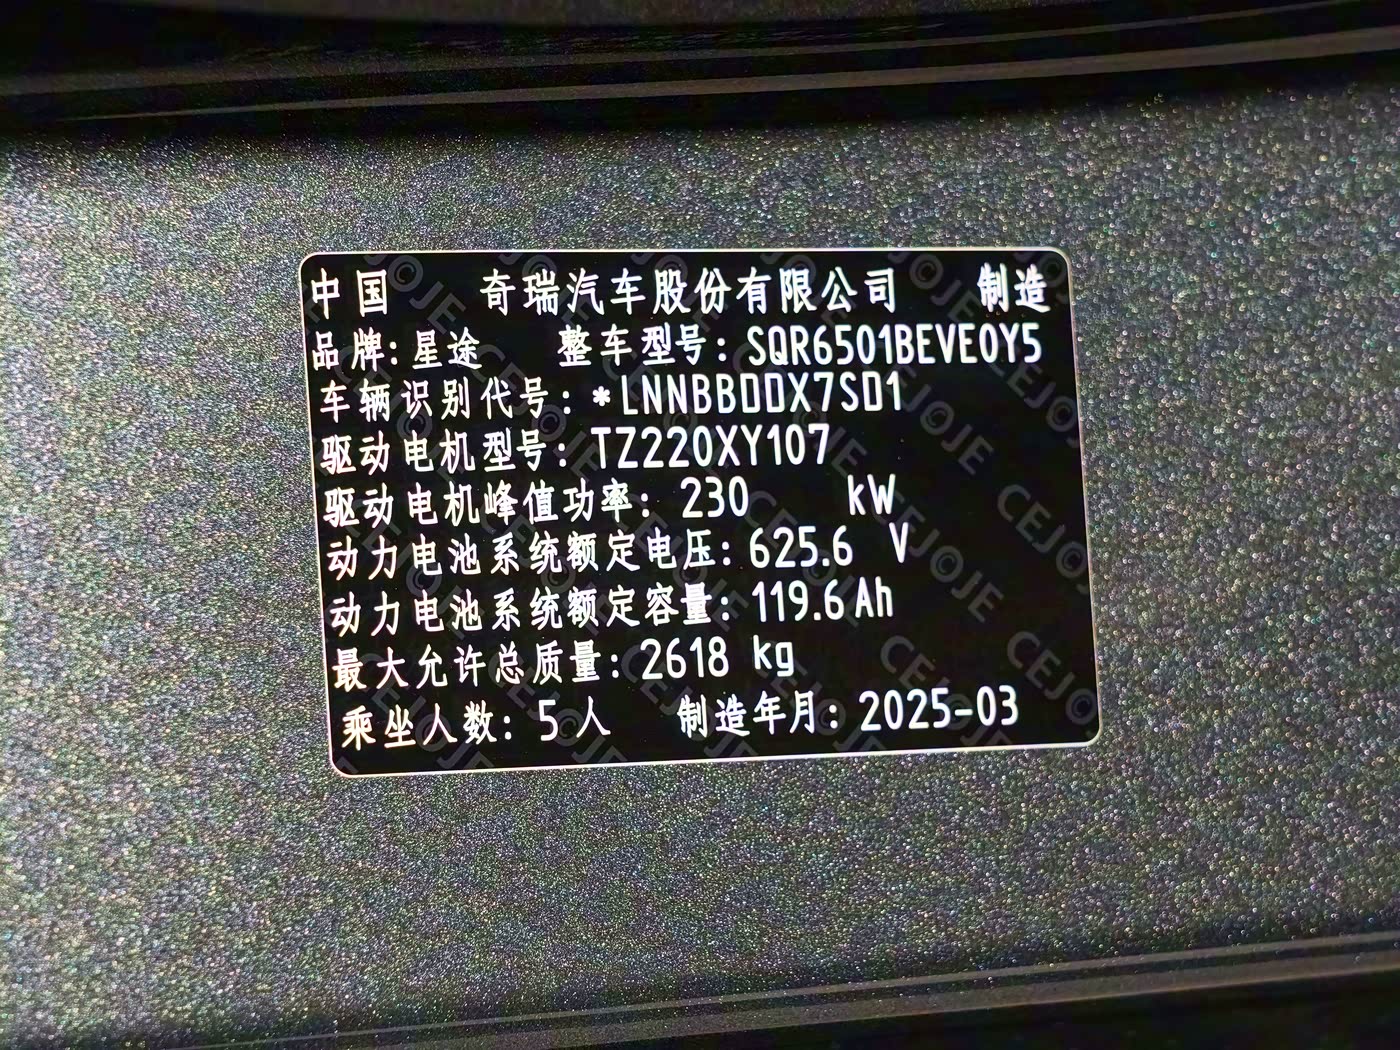 中国 奇瑞汽车股份有限公司 制造
品牌: 星途 整车型号: SQR6501BEVE0Y5
车辆识别代号: *LNNBB00X7S01
驱动电机型号: TZ220XY107
驱动电机峰值功率: 230 kW
动力电池系统额定电压: 625.6 V
动力电池系统额定容量: 119.6 Ah
最大允许总质量: 2618 kg
乘坐人数: 5人 制造年月: 2025-03